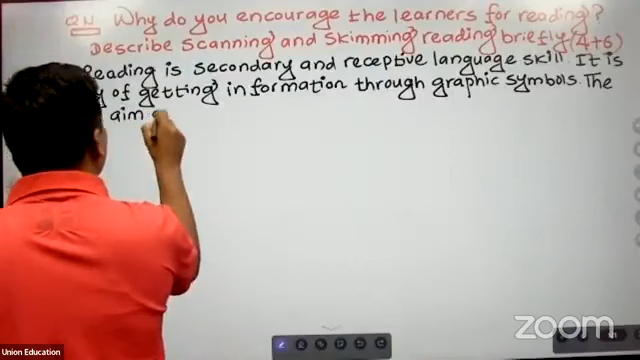 QN Why do you encourage the learners for reading?
Describe scanning and skimming reading briefly. (4+6)
Reading is secondary and receptive language skill. It is
of getting information through graphic symbols. The
aim
zoom
Union Education